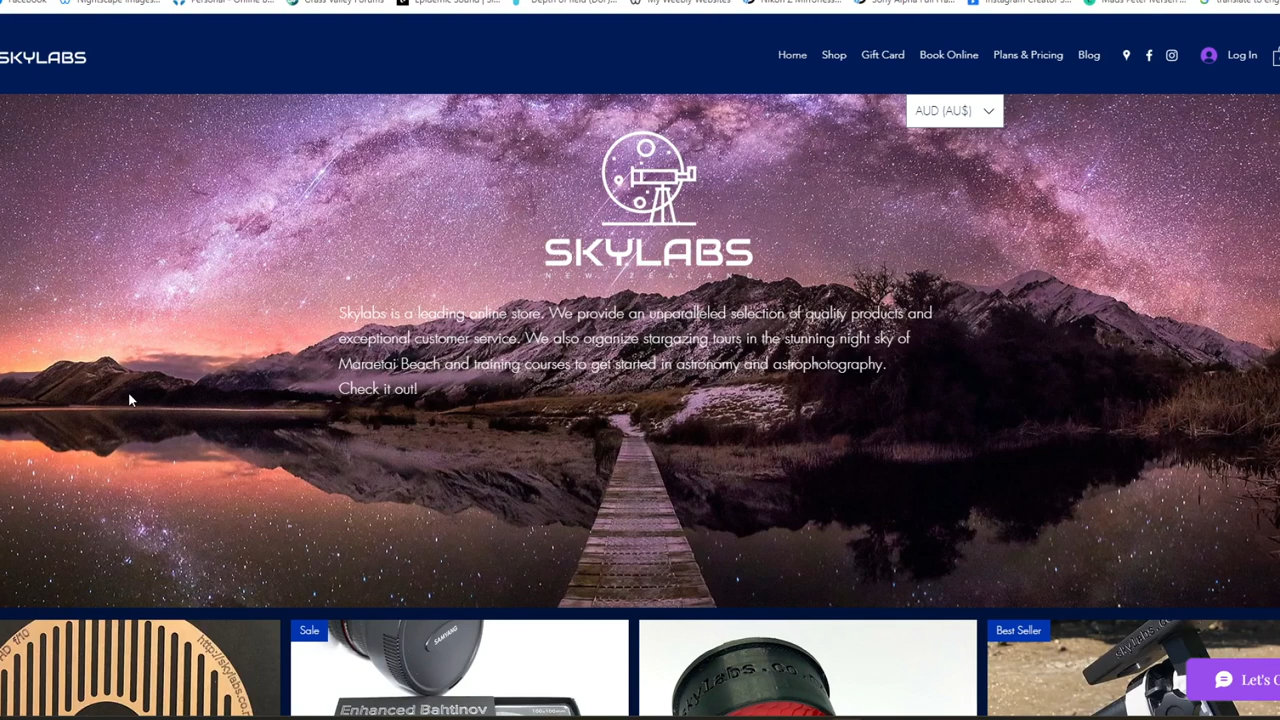 SKYLABS
Home Shop Gift Card Book Online Plans & Pricing Blog Log In
AUD (AU$)
SKYLABS
NEW ZEALAND
Skylabs is a leading online store. We provide an unparalleled selection of quality products and
exceptional customer service. We also organize stargazing tours in the stunning night sky of
Maraetai Beach and training courses to get started in astronomy and astrophotography.
Check it out!
Sale
Best Seller
SAMYANG
Enhanced Bahtinov
100x100mm
Let's